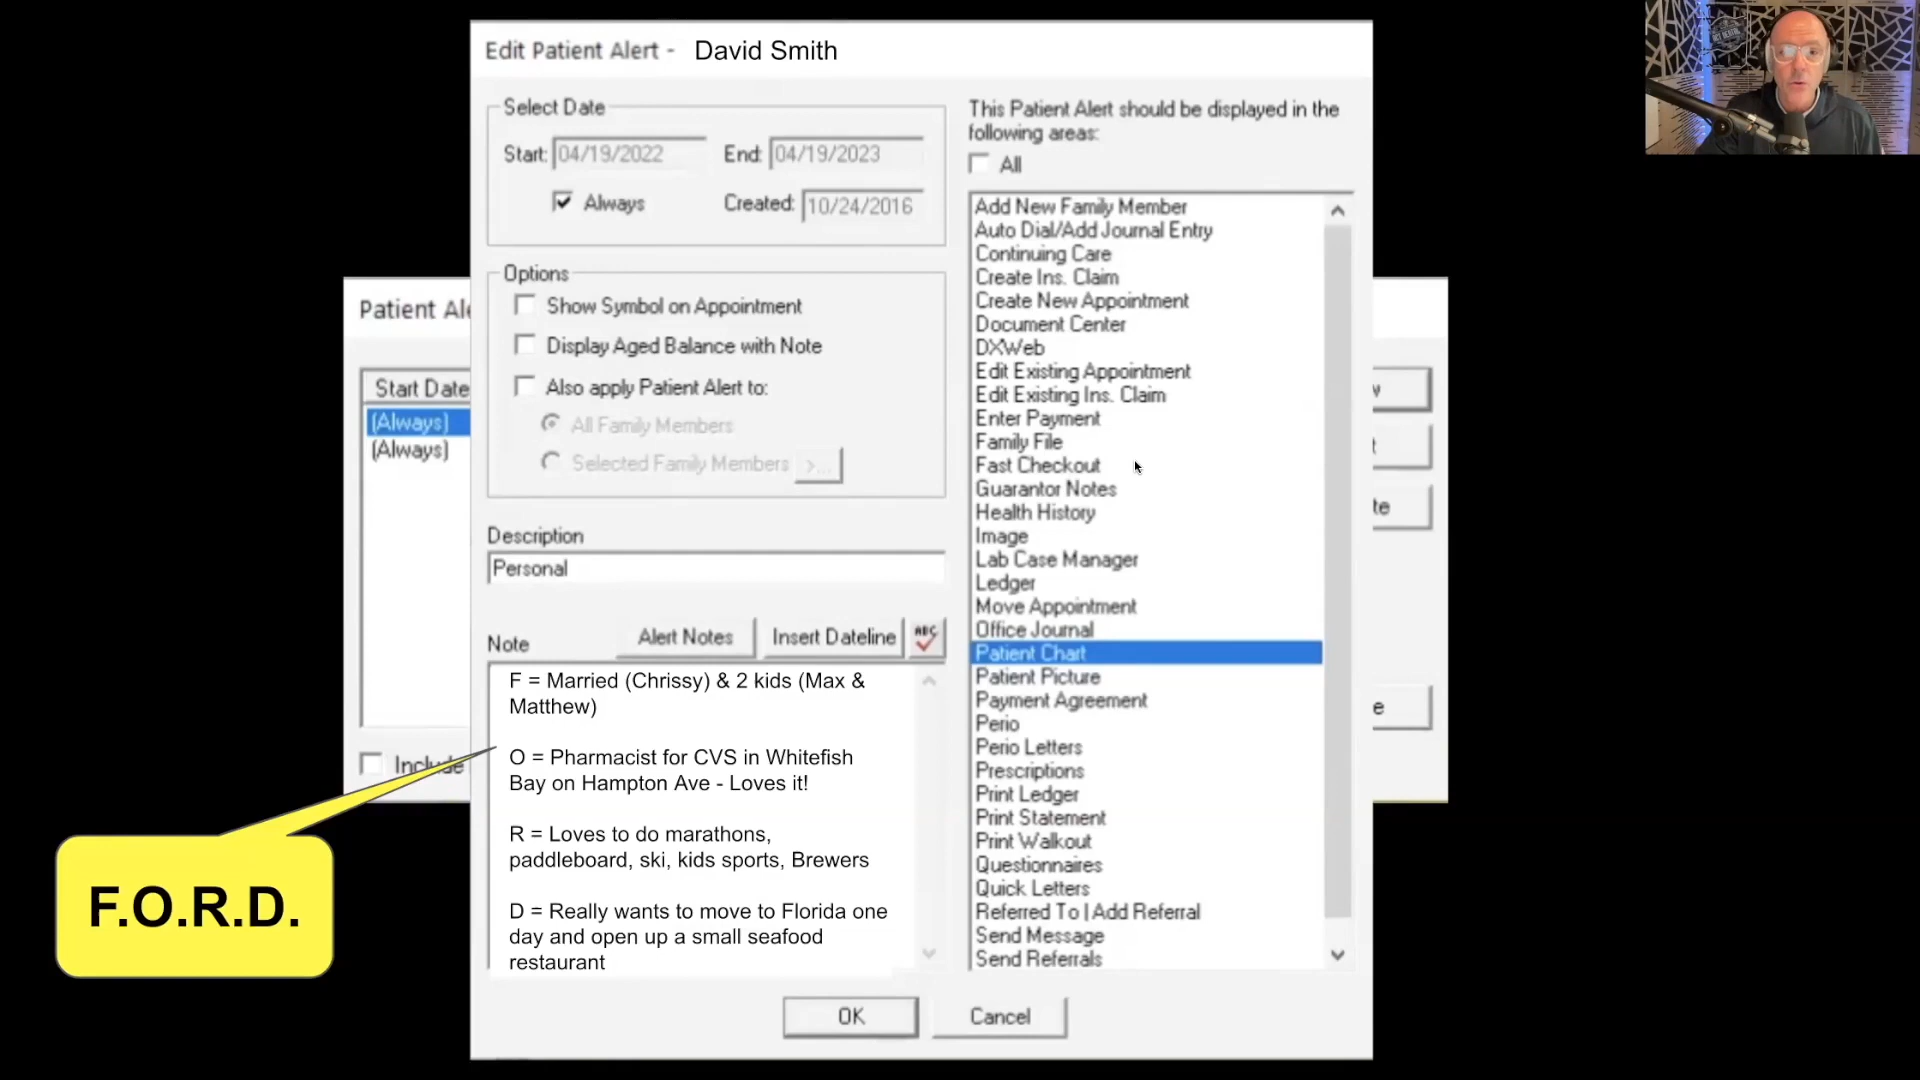 Edit Patient Alert - David Smith
Select Date
Start: 04/19/2022 End: 04/19/2023
Always Created: 10/24/2016
Options
Show Symbol on Appointment
Display Aged Balance with Note
Also apply Patient Alert to:
All Family Members
Selected Family Members >...
Description
Personal
Note Alert Notes Insert Dateline ABC
F = Married (Chrissy) & 2 kids (Max &
Matthew)
O = Pharmacist for CVS in Whitefish
Bay on Hampton Ave - Loves it!
R = Loves to do marathons,
paddleboard, ski, kids sports, Brewers
D = Really wants to move to Florida one
day and open up a small seafood
restaurant
OK Cancel
This Patient Alert should be displayed in the
following areas:
All
Add New Family Member
Auto Dial/Add Journal Entry
Continuing Care
Create Ins. Claim
Create New Appointment
Document Center
DXWeb
Edit Existing Appointment
Edit Existing Ins. Claim
Enter Payment
Family File
Fast Checkout
Guarantor Notes
Health History
Image
Lab Case Manager
Ledger
Move Appointment
Office Journal
Patient Chart
Patient Picture
Payment Agreement
Perio
Perio Letters
Prescriptions
Print Ledger
Print Statement
Print Walkout
Questionnaires
Quick Letters
Referred To | Add Referral
Send Message
Send Referrals
Patient Ale
Start Date
(Always)
(Always)
Include
te
e
F.O.R.D.